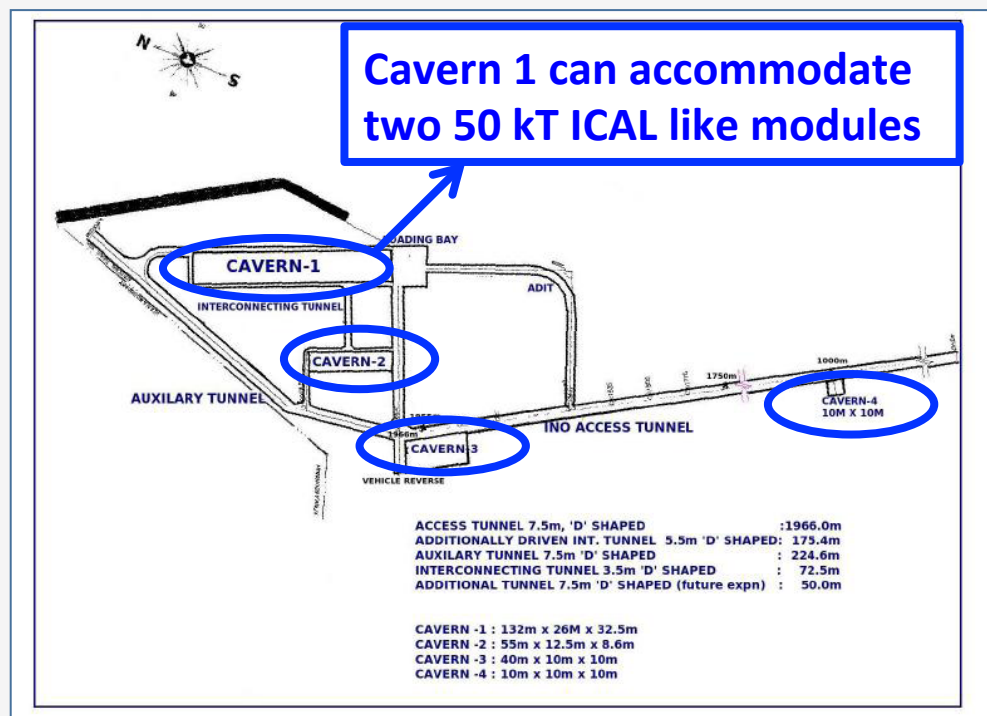 N
S
Cavern 1 can accommodate
two 50 kT ICAL like modules
LOADING BAY
CAVERN-1
ADIT
INTERCONNECTING TUNNEL
CAVERN-2
1000m
1750m
AUXILARY TUNNEL
CAVERN-4
10M X 10M
1966m
INO ACCESS TUNNEL
CAVERN-3
VEHICLE REVERSE
ACCESS TUNNEL 7.5m, 'D' SHAPED :1966.0m
ADDITIONALLY DRIVEN INT. TUNNEL 5.5m 'D' SHAPED: 175.4m
AUXILARY TUNNEL 7.5m 'D' SHAPED : 224.6m
INTERCONNECTING TUNNEL 3.5m 'D' SHAPED : 72.5m
ADDITIONAL TUNNEL 7.5m 'D' SHAPED (future expn) : 50.0m
CAVERN -1 : 132m x 26M x 32.5m
CAVERN -2 : 55m x 12.5m x 8.6m
CAVERN -3 : 40m x 10m x 10m
CAVERN -4 : 10m x 10m x 10m